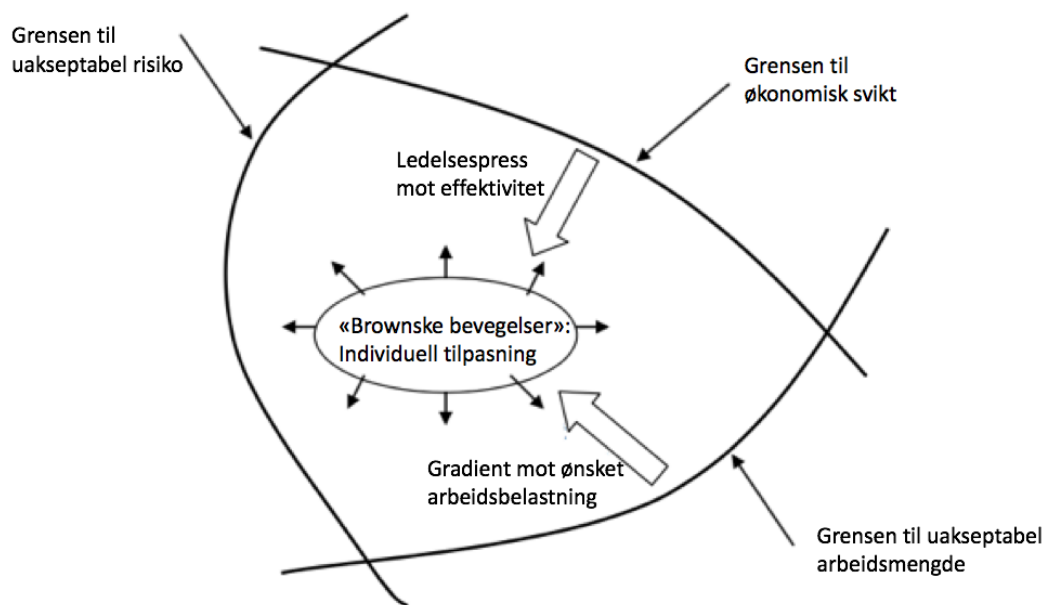 Grensen til
uakseptabel risiko
Grensen til
økonomisk svikt
Ledelsespress
mot effektivitet
«Brownske bevegelser»:
Individuell tilpasning
Gradient mot ønsket
arbeidsbelastning
Grensen til uakseptabel
arbeidsmengde